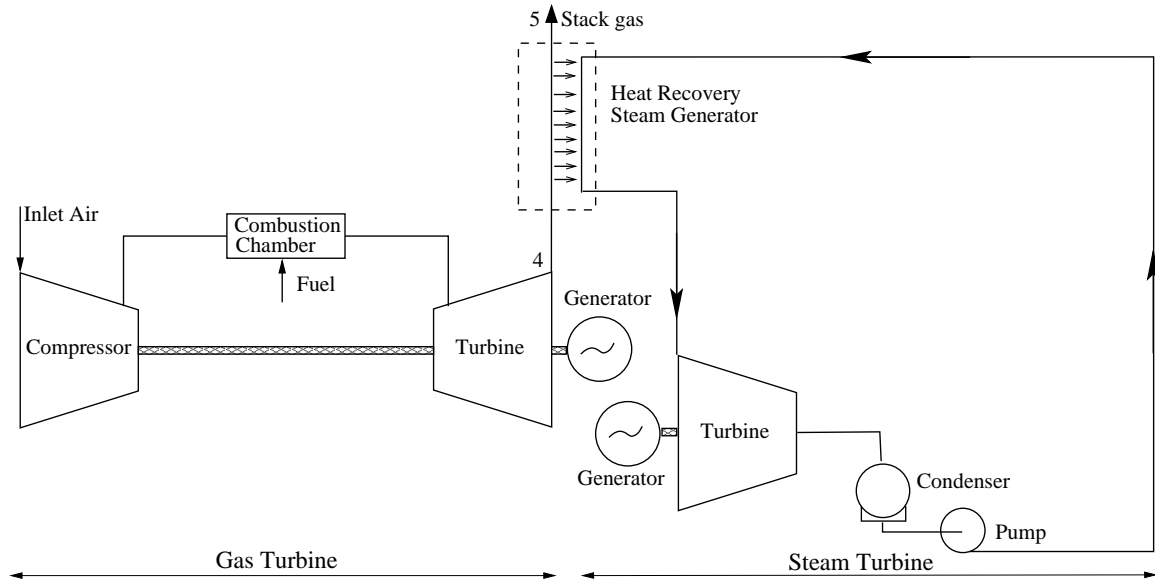 5
Stack gas
Heat Recovery
Steam Generator
Inlet Air
Combustion
Chamber
4
Fuel
Generator
Compressor
Turbine
Turbine
Generator
Condenser
Pump
Gas Turbine
Steam Turbine